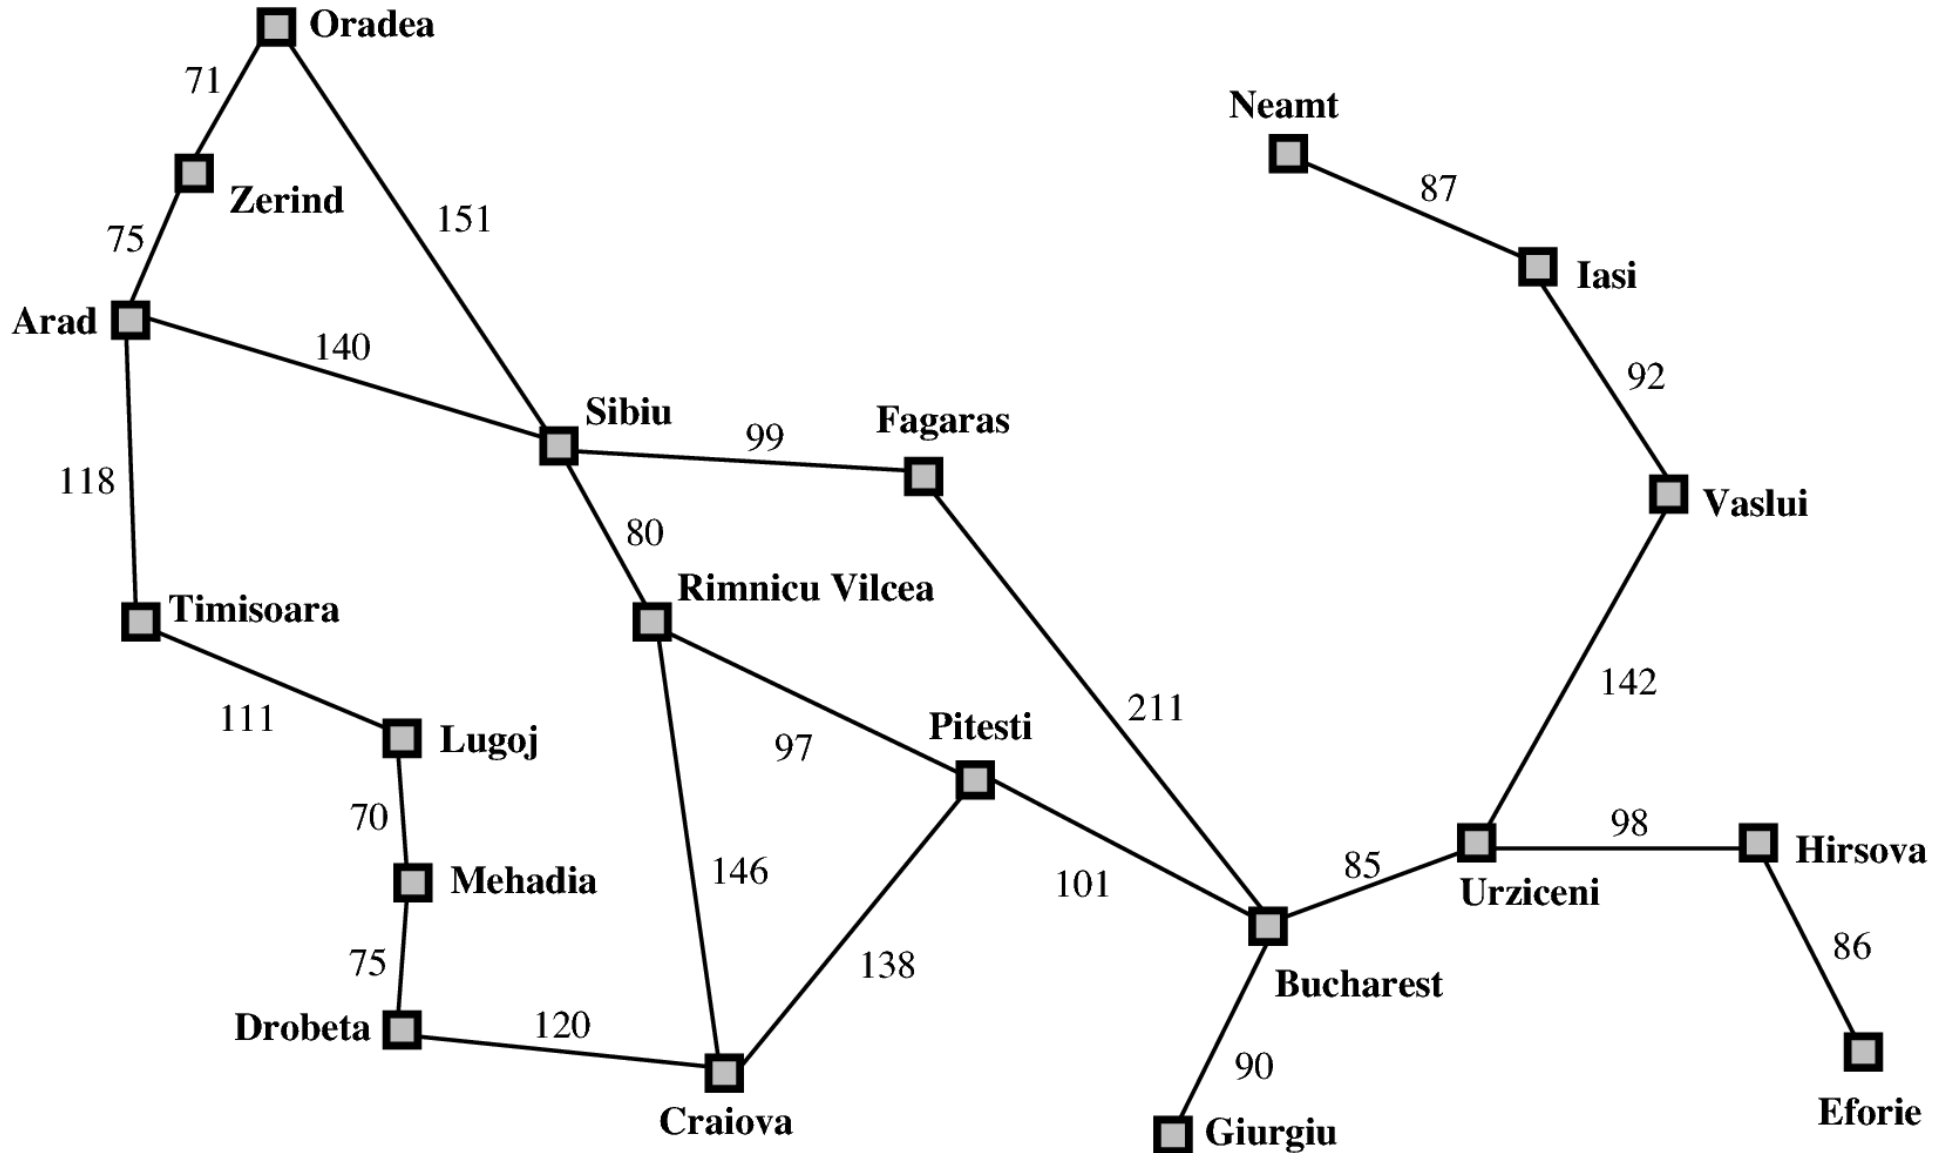 Oradea
71
Neamt
87
Zerind
151
75
Iasi
Arad
140
92
Sibiu
Fagaras
99
118
Vaslui
80
Rimnicu Vilcea
Timisoara
142
211
111
Pitesti
Lugoj
97
70
98
Hirsova
85
146
101
Mehadia
Urziceni
86
75
138
Bucharest
Drobeta
120
90
Eforie
Craiova
Giurgiu